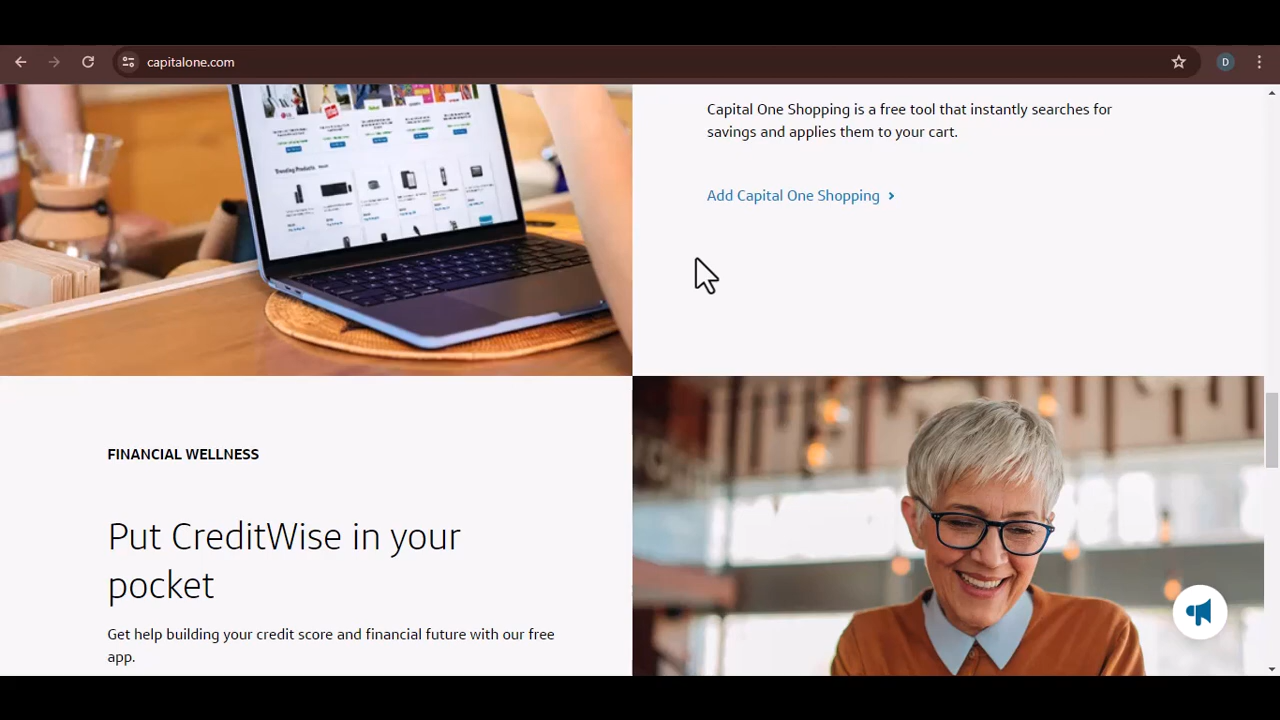 capitalone.com
D
Capital One Shopping is a free tool that instantly searches for
savings and applies them to your cart.
Add Capital One Shopping
Trending Products
FINANCIAL WELLNESS
Put CreditWise in your
pocket
Get help building your credit score and financial future with our free
app.